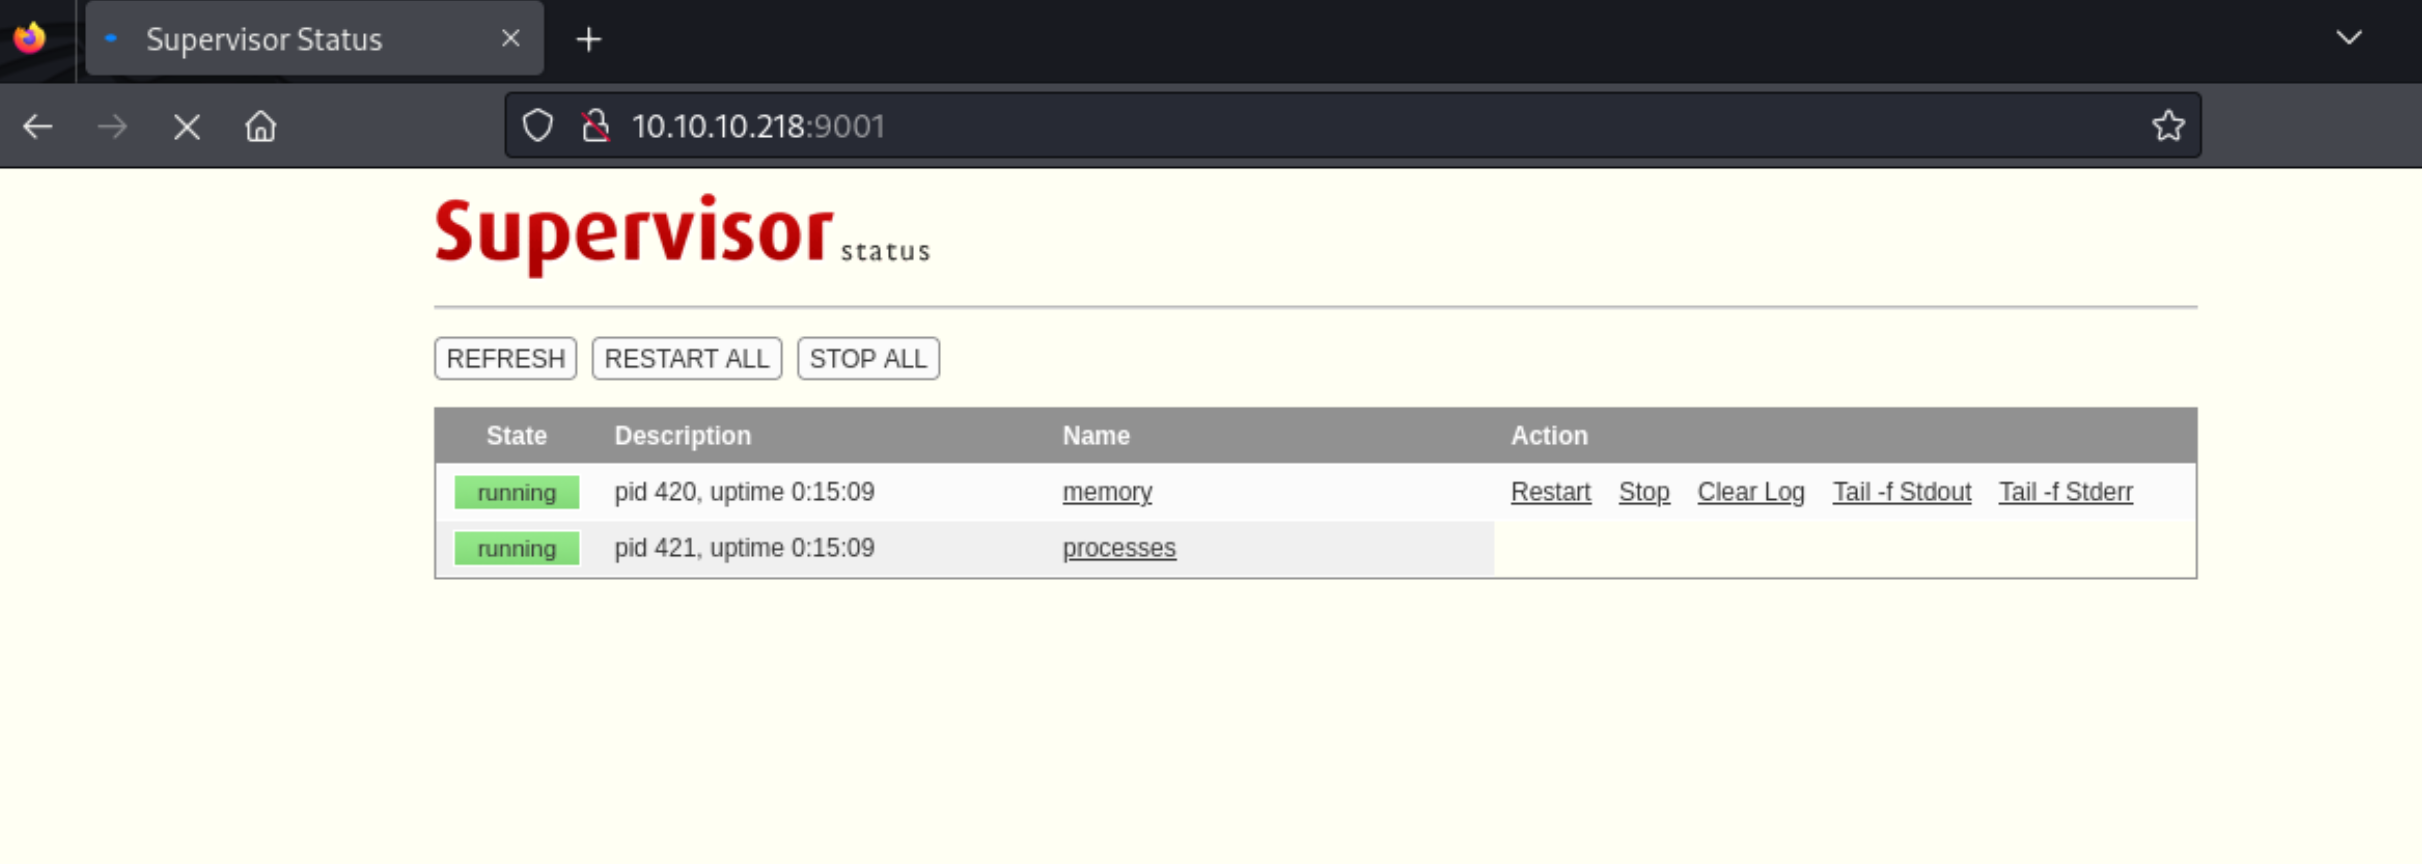 Supervisor Status
10.10.10.218:9001
Supervisor status
REFRESH RESTART ALL STOP ALL
State Description Name Action
running pid 420, uptime 0:15:09 memory Restart Stop Clear Log Tail -f Stdout Tail -f Stderr
running pid 421, uptime 0:15:09 processes